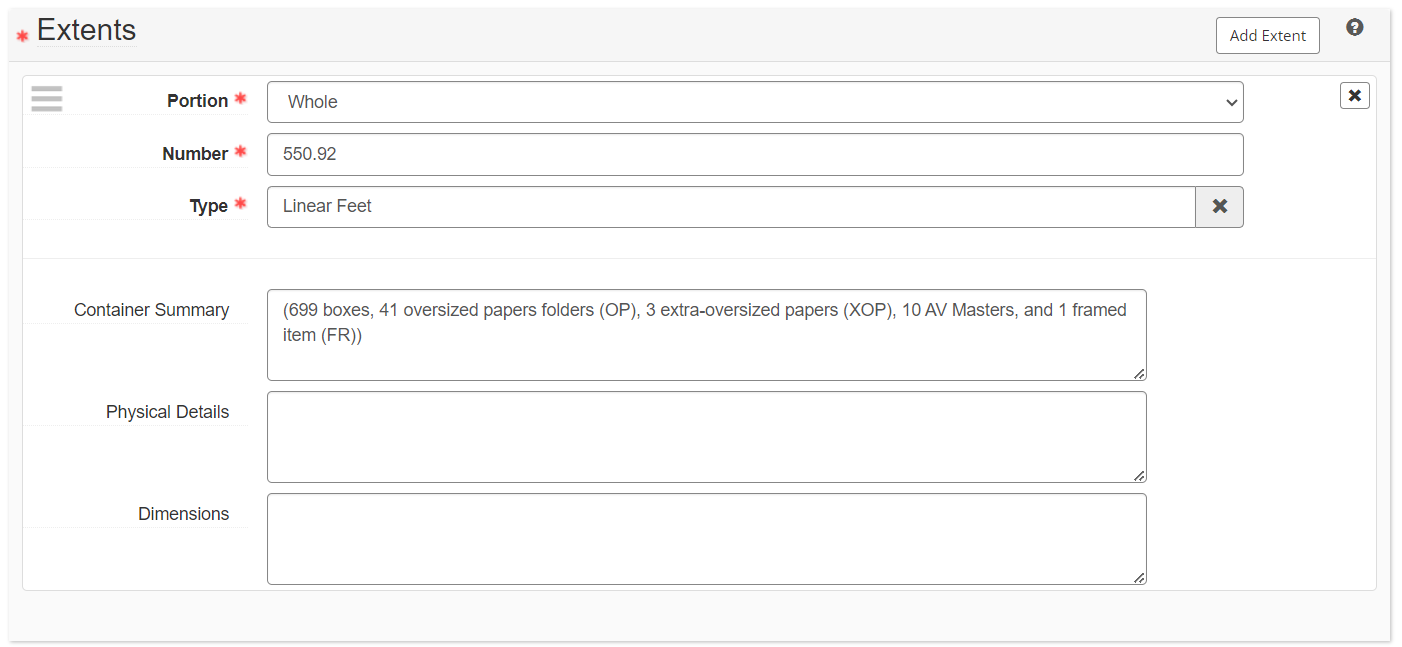 * Extents
Add Extent
?
Portion *
Whole
Number *
550.92
Type *
Linear Feet
Container Summary
(699 boxes, 41 oversized papers folders (OP), 3 extra-oversized papers (XOP), 10 AV Masters, and 1 framed
item (FR))
Physical Details
Dimensions